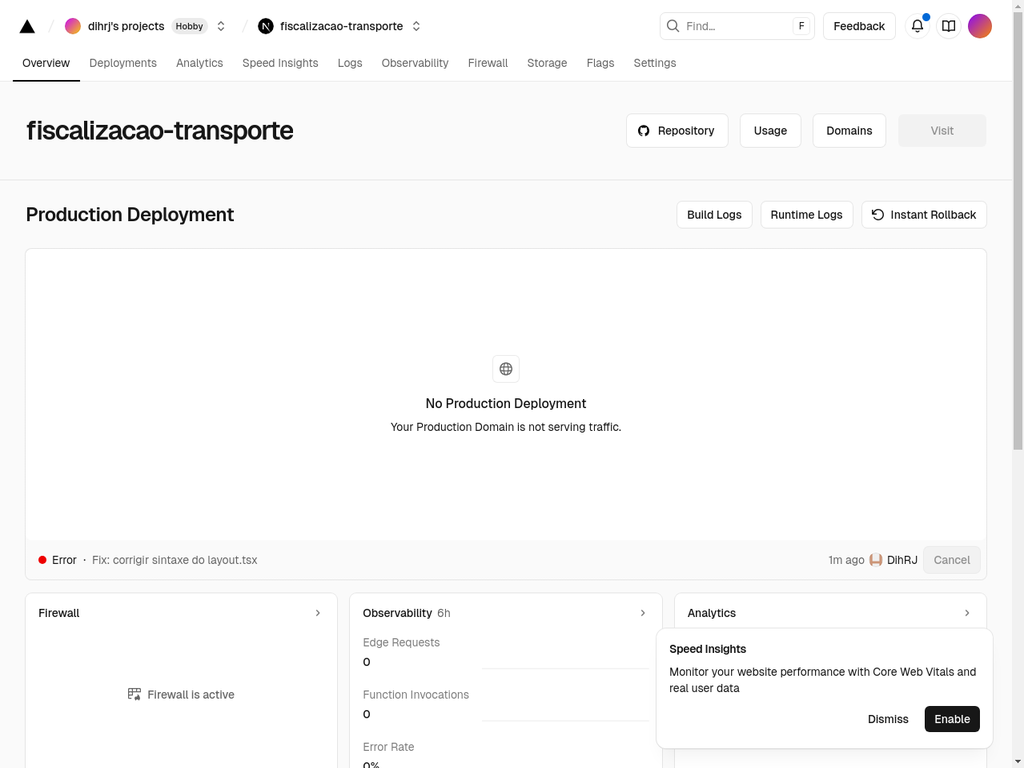 dihrj's projects Hobby fiscalizacao-transporte Find... F Feedback
Overview Deployments Analytics Speed Insights Logs Observability Firewall Storage Flags Settings
fiscalizacao-transporte Repository Usage Domains Visit
Production Deployment Build Logs Runtime Logs Instant Rollback
No Production Deployment
Your Production Domain is not serving traffic.
Error · Fix: corrigir sintaxe do layout.tsx 1m ago DihRJ Cancel
Firewall
Firewall is active
Observability 6h
Edge Requests
0
Function Invocations
0
Error Rate
0%
Analytics
Speed Insights
Monitor your website performance with Core Web Vitals and
real user data
Dismiss Enable